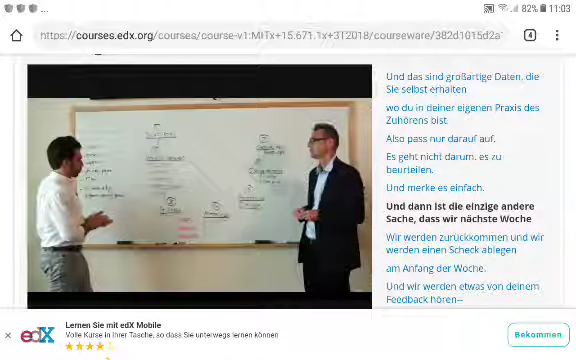 ...
82%
11:03
https://courses.edx.org/courses/course-v1:MITx+15.671.1x+3T2018/courseware/382d1015d2a
4
Und das sind großartige Daten, die
Sie selbst erhalten
wo du in deiner eigenen Praxis des
Zuhörens bist.
Also pass nur darauf auf.
Es geht nicht darum, es zu
beurteilen.
Und merke es einfach.
Und dann ist die einzige andere
Sache, dass wir nächste Woche
Wir werden zurückkommen und wir
werden einen Scheck ablegen
am Anfang der Woche.
Und wir werden etwas von deinem
Feedback hören--
edX
Lernen Sie mit edX Mobile
Volle Kurse in Ihrer Tasche, so dass Sie unterwegs lernen können
Bekommen